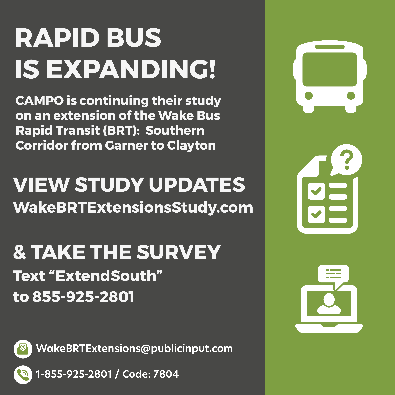 RAPID BUS
IS EXPANDING!
CAMPO is continuing their study
on an extension of the Wake Bus
Rapid Transit (BRT): Southern
Corridor from Garner to Clayton
VIEW STUDY UPDATES
WakeBRTExtensionsStudy.com
& TAKE THE SURVEY
Text “ExtendSouth”
to 855-925-2801
WakeBRTExtensions@publicinput.com
1-855-925-2801 / Code: 7804
?